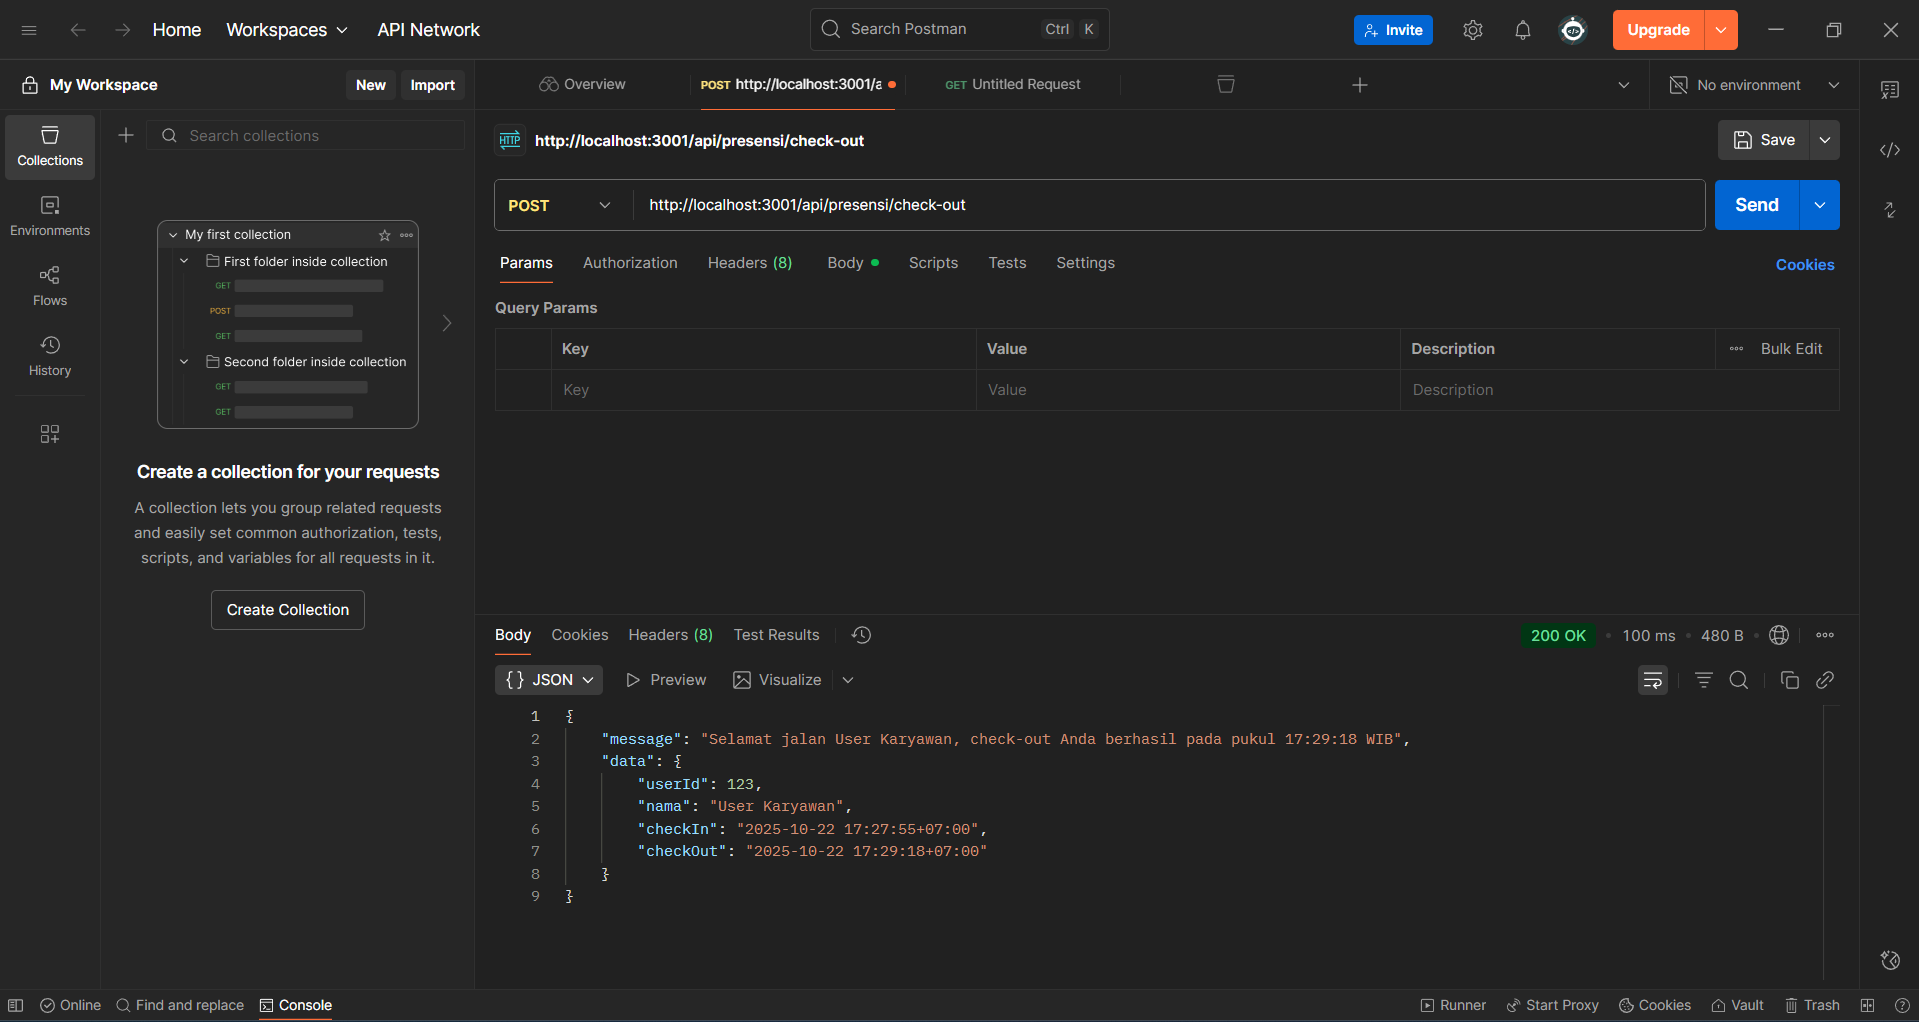 Home Workspaces API Network Search Postman Ctrl K Invite Upgrade
My Workspace New Import Overview POST http://localhost:3001/a GET Untitled Request No environment
Search collections
http://localhost:3001/api/presensi/check-out Save
Collections
Environments
Flows
History
My first collection
First folder inside collection
GET
POST
GET
Second folder inside collection
GET
GET
Create a collection for your requests
A collection lets you group related requests
and easily set common authorization, tests,
scripts, and variables for all requests in it.
Create Collection
POST http://localhost:3001/api/presensi/check-out Send
Params Authorization Headers (8) Body Scripts Tests Settings Cookies
Query Params
Key Value Description Bulk Edit
Key Value Description
Body Cookies Headers (8) Test Results 200 OK 100 ms 480 B
{} JSON Preview Visualize
1 {
2 "message": "Selamat jalan User Karyawan, check-out Anda berhasil pada pukul 17:29:18 WIB",
3 "data": {
4 "userId": 123,
5 "nama": "User Karyawan",
6 "checkIn": "2025-10-22 17:27:55+07:00",
7 "checkOut": "2025-10-22 17:29:18+07:00"
8 }
9 }
Online Find and replace Console Runner Start Proxy Cookies Vault Trash
HTTP